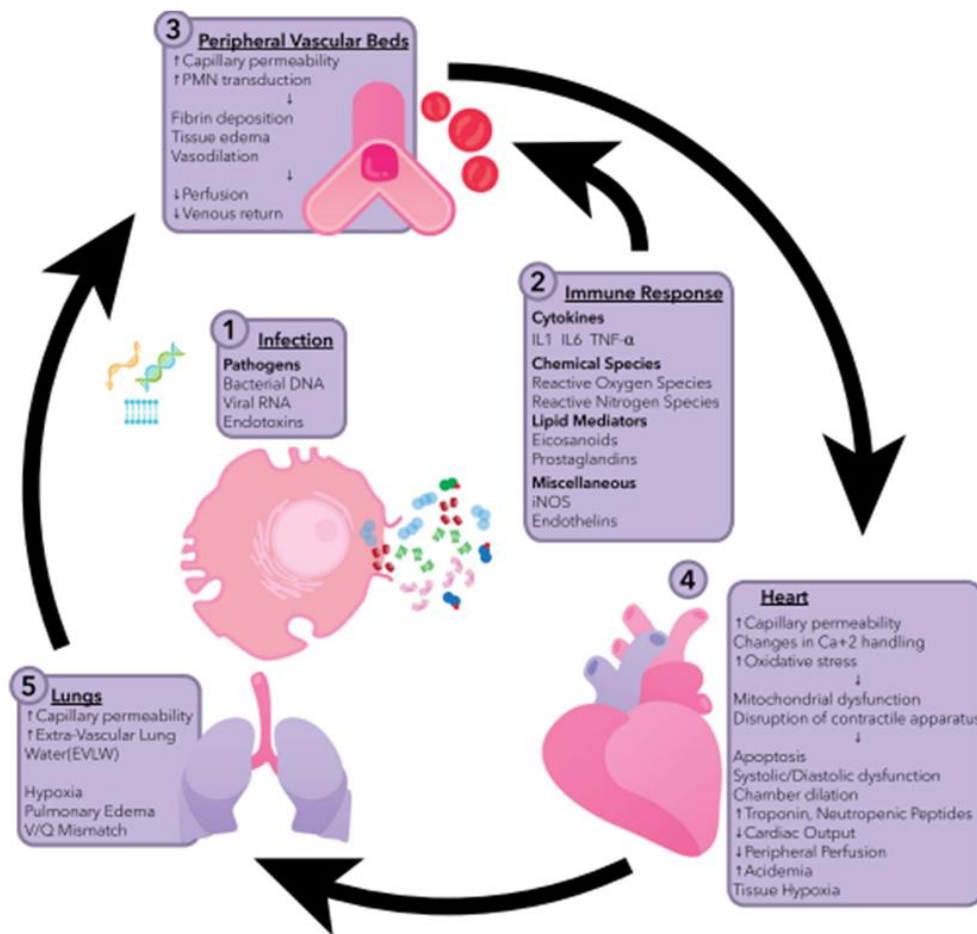 3
Peripheral Vascular Beds
↑Capillary permeability
↑PMN transduction
↓
Fibrin deposition
Tissue edema
Vasodilation
↓
↓Perfusion
↓Venous return
2
Immune Response
Cytokines
IL1 IL6 TNF-α
Chemical Species
Reactive Oxygen Species
Reactive Nitrogen Species
Lipid Mediators
Eicosanoids
Prostaglandins
Miscellaneous
iNOS
Endothelins
1
Infection
Pathogens
Bacterial DNA
Viral RNA
Endotoxins
4
Heart
↑Capillary permeability
Changes in Ca+2 handling
↑Oxidative stress
↓
Mitochondrial dysfunction
Disruption of contractile apparatus
↓
Apoptosis
Systolic/Diastolic dysfunction
Chamber dilation
↑Troponin, Neutropenic Peptides
↓Cardiac Output
↓Peripheral Perfusion
↑Acidemia
Tissue Hypoxia
5
Lungs
↑Capillary permeability
↑Extra-Vascular Lung
Water(EVLW)
Hypoxia
Pulmonary Edema
V/Q Mismatch